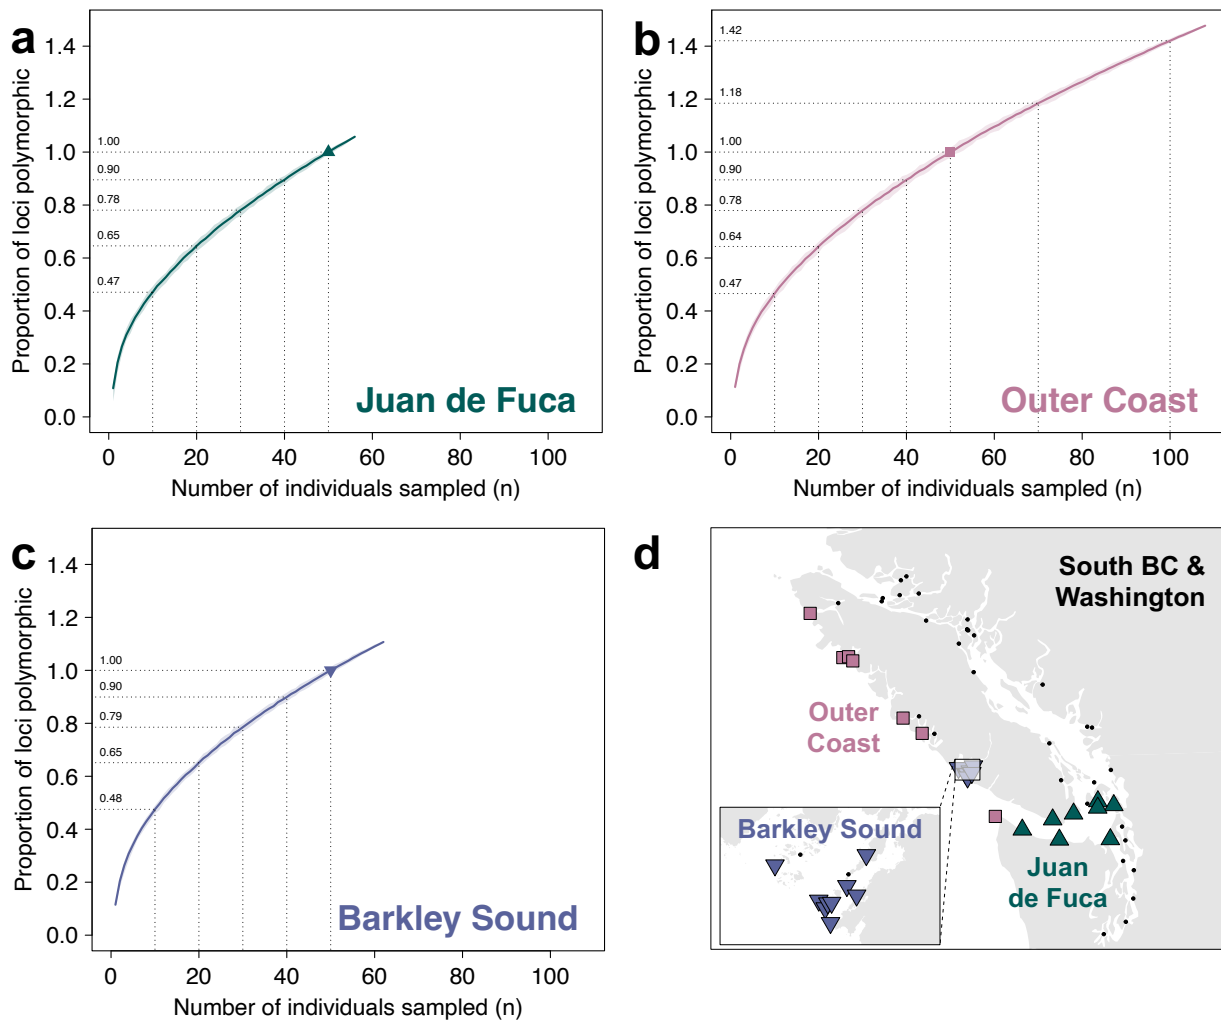 a
Proportion of loci polymorphic
1.4
1.2
1.0
0.8
0.6
0.4
0.2
0.0
1.00
0.90
0.78
0.65
0.47
Juan de Fuca
0 20 40 60 80 100
Number of individuals sampled (n)
b
Proportion of loci polymorphic
1.4
1.2
1.0
0.8
0.6
0.4
0.2
0.0
1.42
1.18
1.00
0.90
0.78
0.64
0.47
Outer Coast
0 20 40 60 80 100
Number of individuals sampled (n)
c
Proportion of loci polymorphic
1.4
1.2
1.0
0.8
0.6
0.4
0.2
0.0
1.00
0.90
0.79
0.65
0.48
Barkley Sound
0 20 40 60 80 100
Number of individuals sampled (n)
d
South BC &
Washington
Outer
Coast
Barkley Sound
Juan
de Fuca